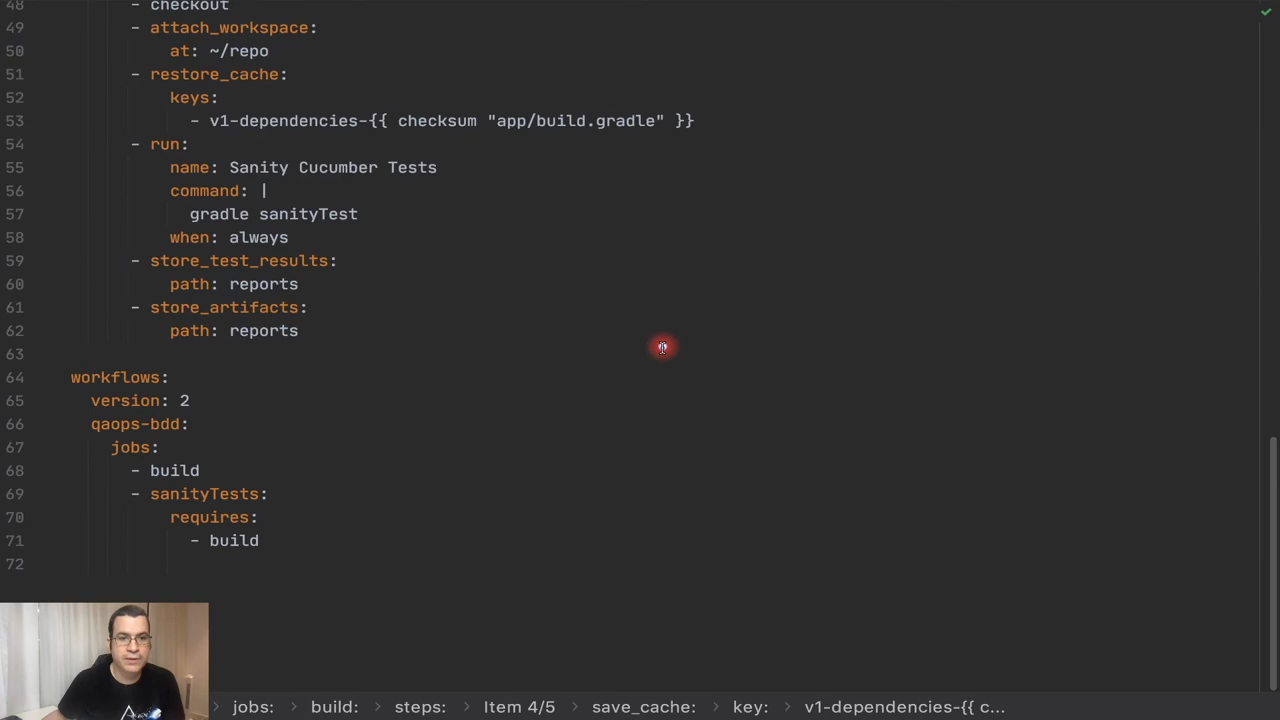 48 - checkout
49 - attach_workspace:
50 at: ~/repo
51 - restore_cache:
52 keys:
53 - v1-dependencies-{{ checksum "app/build.gradle" }}
54 - run:
55 name: Sanity Cucumber Tests
56 command: |
57 gradle sanityTest
58 when: always
59 - store_test_results:
60 path: reports
61 - store_artifacts:
62 path: reports
63
64 workflows:
65 version: 2
66 qaops-bdd:
67 jobs:
68 - build
69 - sanityTests:
70 requires:
71 - build
72
› jobs: › build: › steps: › Item 4/5 › save_cache: › key: › v1-dependencies-{{ c...